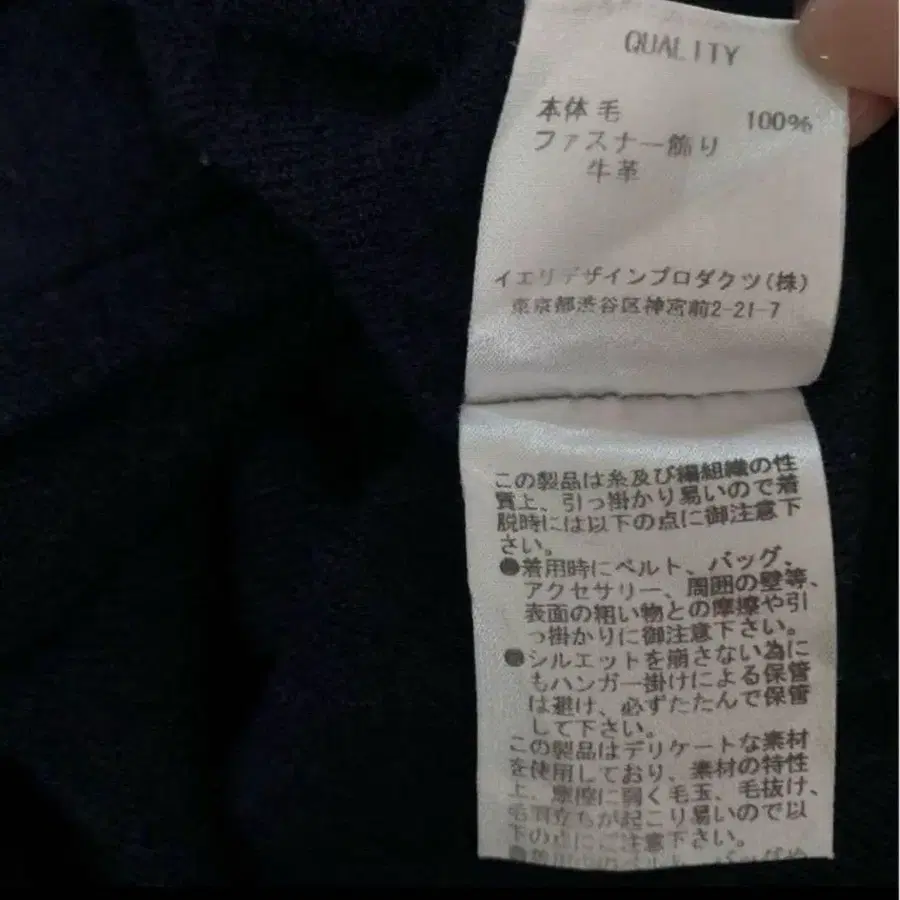 QUALITY
本体 毛 100%
ファスナー飾り
牛革
イエリデザインプロダクツ(株)
東京都渋谷区神宮前2-21-7
この製品は糸及び編組織の性
質上、引っ掛かり易いので着
脱時には以下の点に御注意下
さい。
●着用時にベルト、バッグ、
アクセサリー、周囲の壁等、
表面の粗い物との摩擦や引
っ掛かりに御注意下さい。
●シルエットを崩さない為に
もハンガー掛けによる保管
は避け、必ずたたんで保管
して下さい。
この製品はデリケートな素材
を使用しており、素材の特性
上、摩擦に弱く毛玉、毛抜け、
毛羽立ちが起こり易いので以
下の点にご注意下さい。